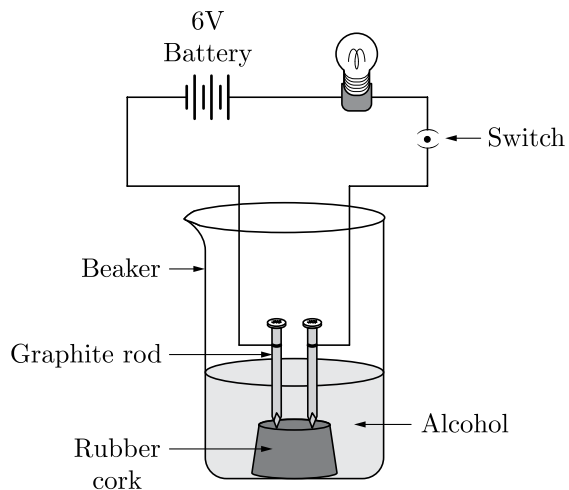 6V
Battery
Switch
Beaker
Graphite rod
Alcohol
Rubber
cork